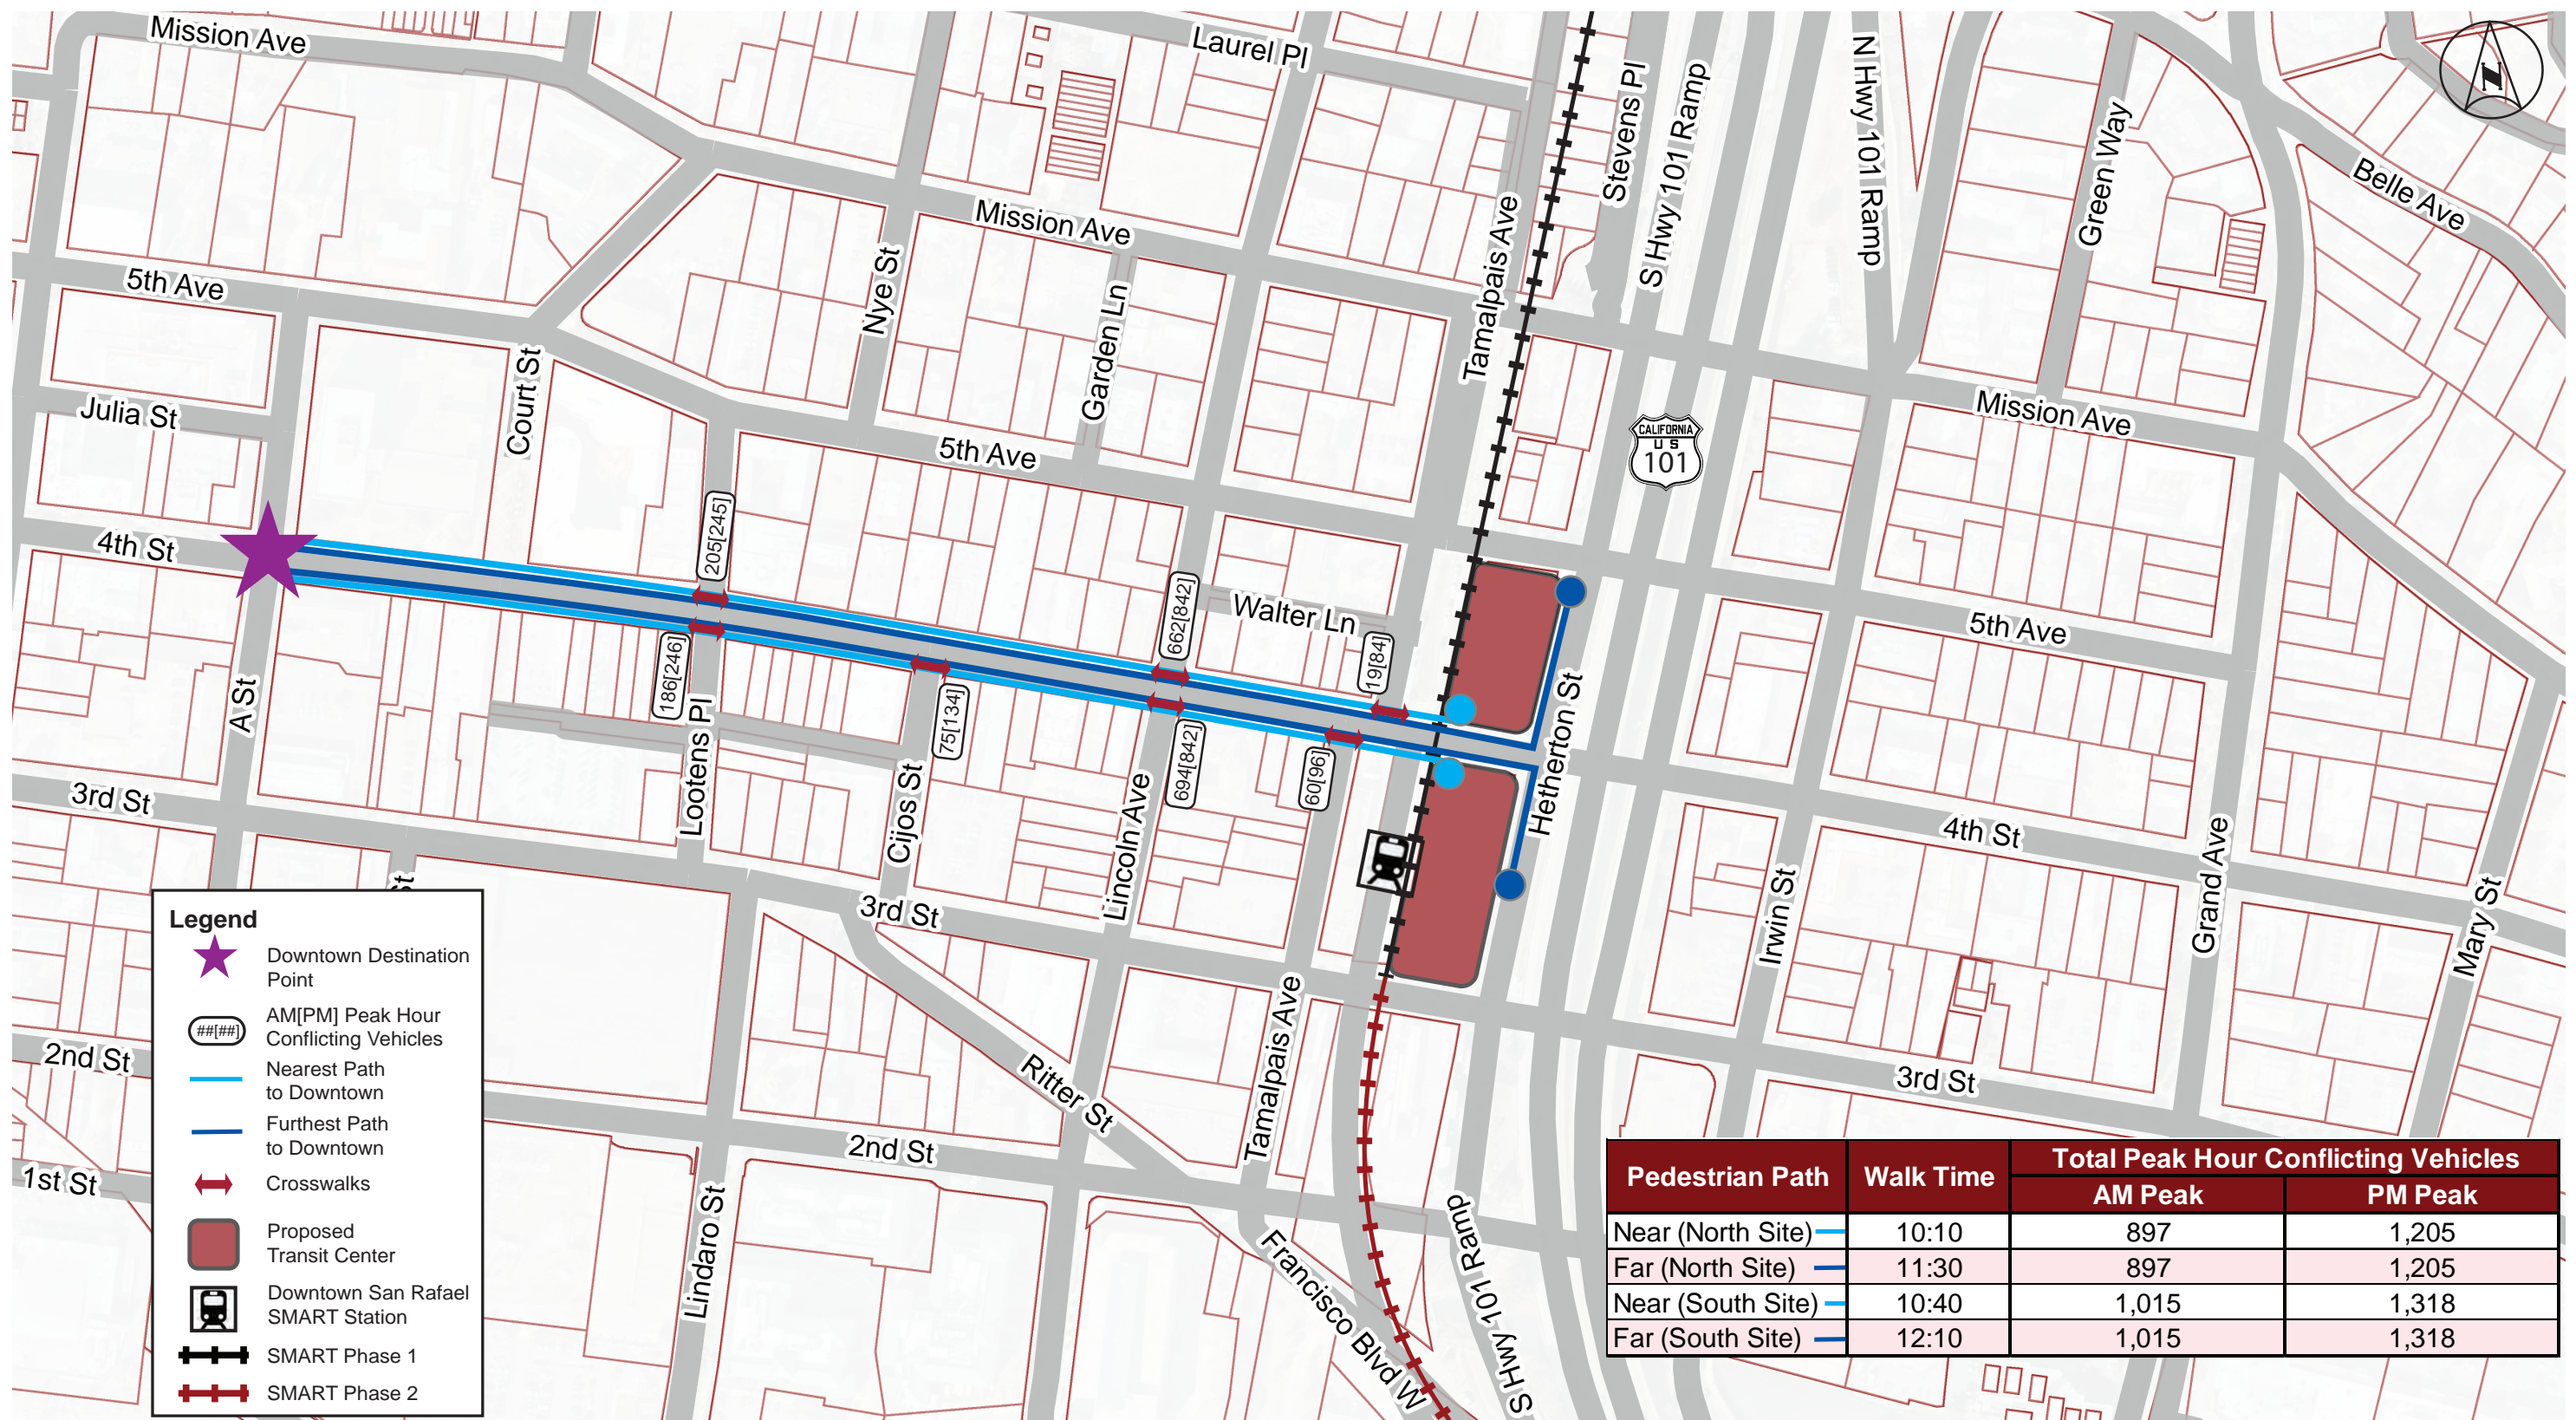 Mission Ave
Laurel Pl
Stevens Pl
S Hwy 101 Ramp
N Hwy 101 Ramp
Green Way
Belle Ave
N
Mission Ave
Tamalpais Ave
5th Ave
Nye St
Garden Ln
Court St
Julia St
5th Ave
CALIFORNIA
US
101
Mission Ave
4th St
205[245]
662[842]
Walter Ln
19[84]
5th Ave
186[246]
75[134]
694[842]
60[96]
A St
Lootens Pl
Cijos St
Lincoln Ave
Hetherton St
3rd St
4th St
Irwin St
Grand Ave
Mary St
St
3rd St
Tamalpais Ave
2nd St
Ritter St
3rd St
2nd St
1st St
Lindaro St
Francisco Blvd W
S Hwy 101 Ramp
Legend
Downtown Destination
Point
##[##]
AM[PM] Peak Hour
Conflicting Vehicles
Nearest Path
to Downtown
Furthest Path
to Downtown
Crosswalks
Proposed
Transit Center
Downtown San Rafael
SMART Station
SMART Phase 1
SMART Phase 2
Pedestrian Path Walk Time Total Peak Hour Conflicting Vehicles
AM Peak PM Peak
Near (North Site) 10:10 897 1,205
Far (North Site) 11:30 897 1,205
Near (South Site) 10:40 1,015 1,318
Far (South Site) 12:10 1,015 1,318